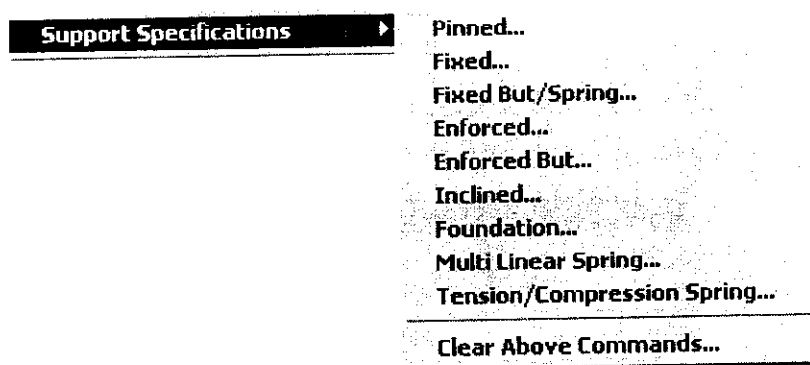 Support Specifications
Pinned...
Fixed...
Fixed But/Spring...
Enforced...
Enforced But...
Inclined...
Foundation...
Multi Linear Spring...
Tension/Compression Spring...
Clear Above Commands...